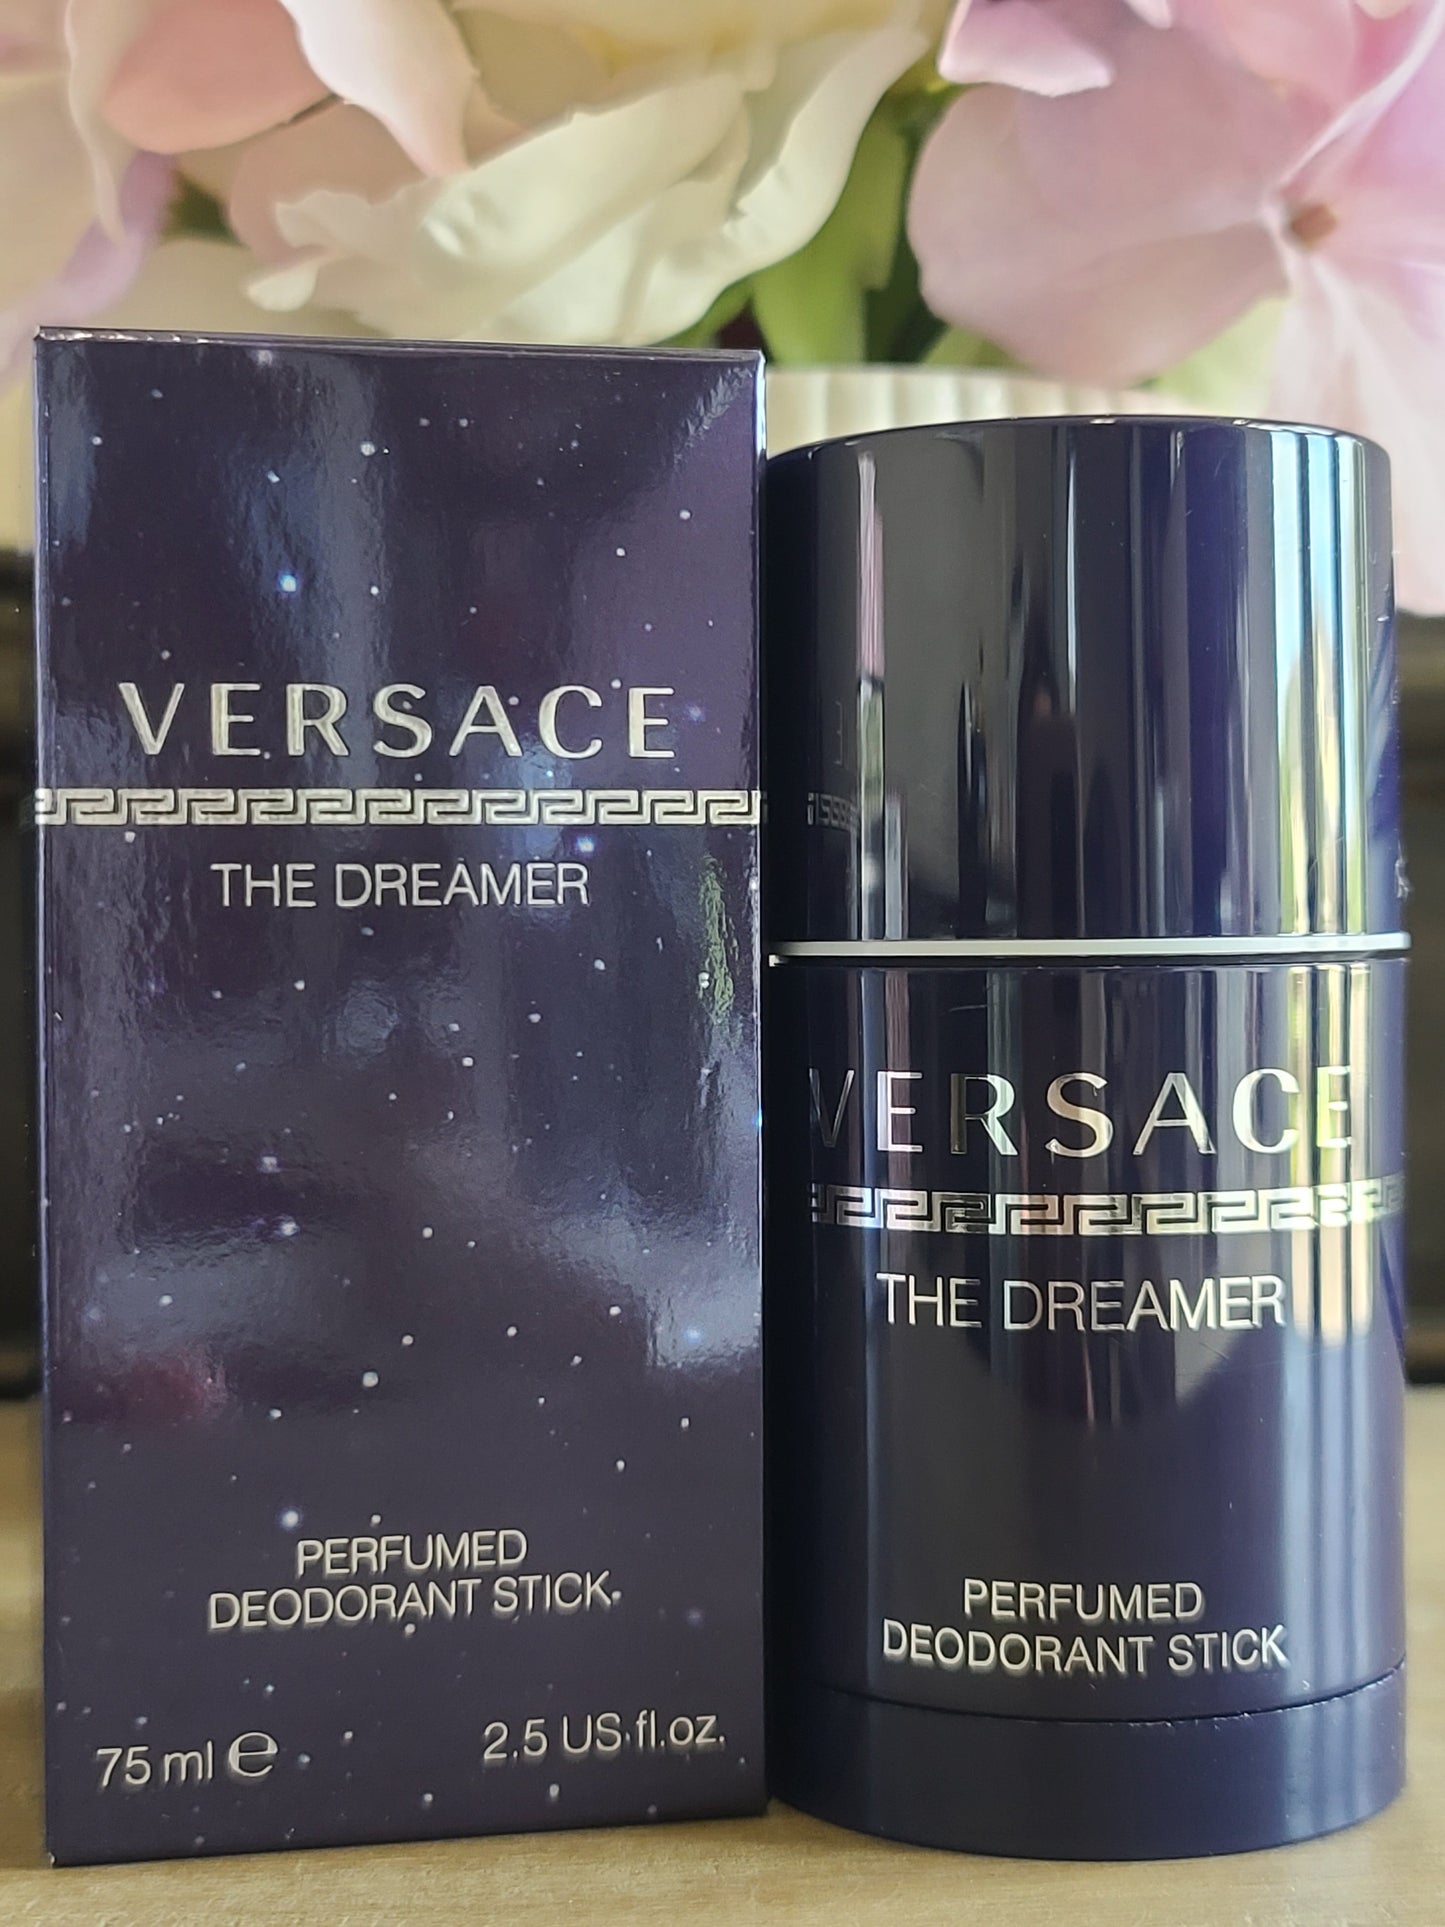 VERSACE
THE DREAMER
PERFUMED
DEODORANT STICK
75 ml e
2.5 US fl.oz.
VERSACE
THE DREAMER
PERFUMED
DEODORANT STICK